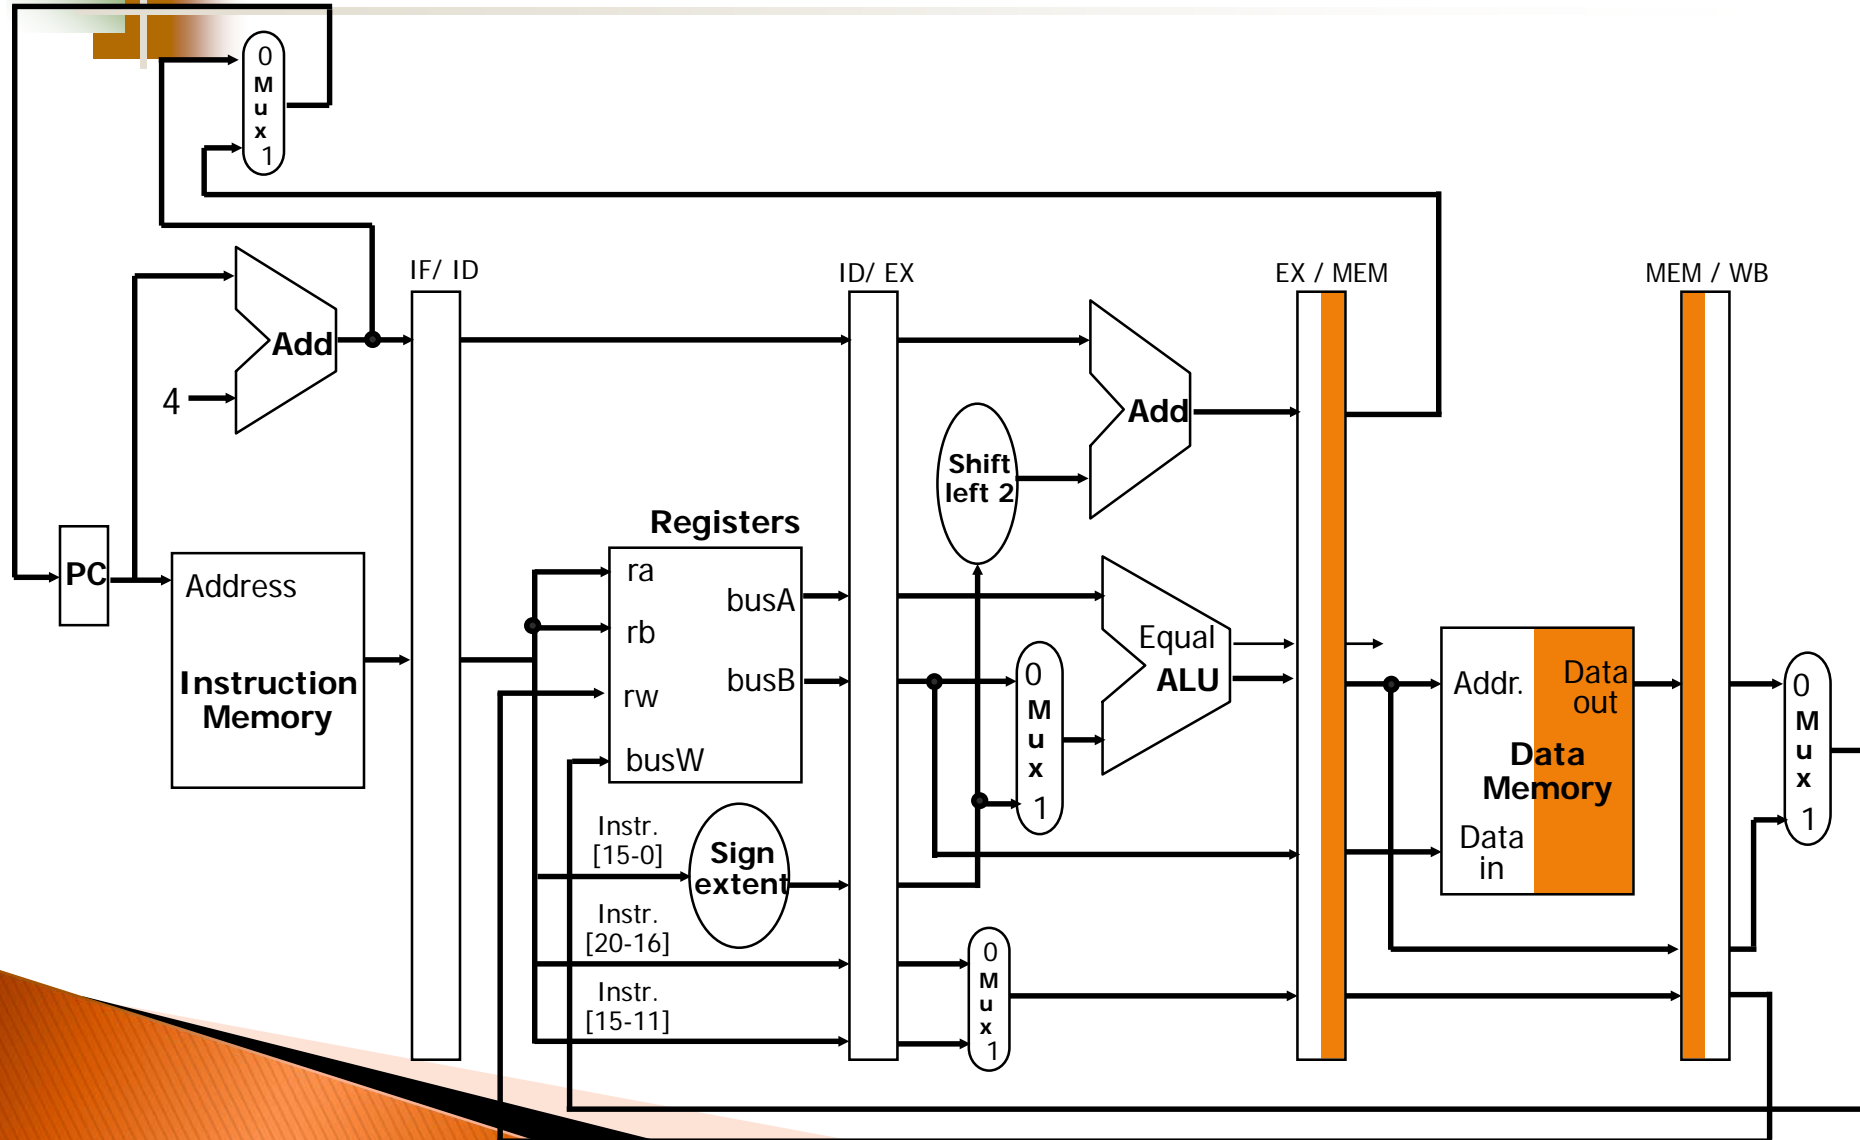 0
M
u
x
1
IF/ ID
ID/ EX
EX / MEM
MEM / WB
Add
4
Add
Shift
left 2
Registers
PC
Address
Instruction
Memory
ra
rb
rw
busW
busA
busB
0
M
u
x
1
Equal
ALU
Addr.
Data
out
Data
Memory
Data
in
0
M
u
x
1
Instr.
[15-0]
Sign
extent
Instr.
[20-16]
Instr.
[15-11]
0
M
u
x
1